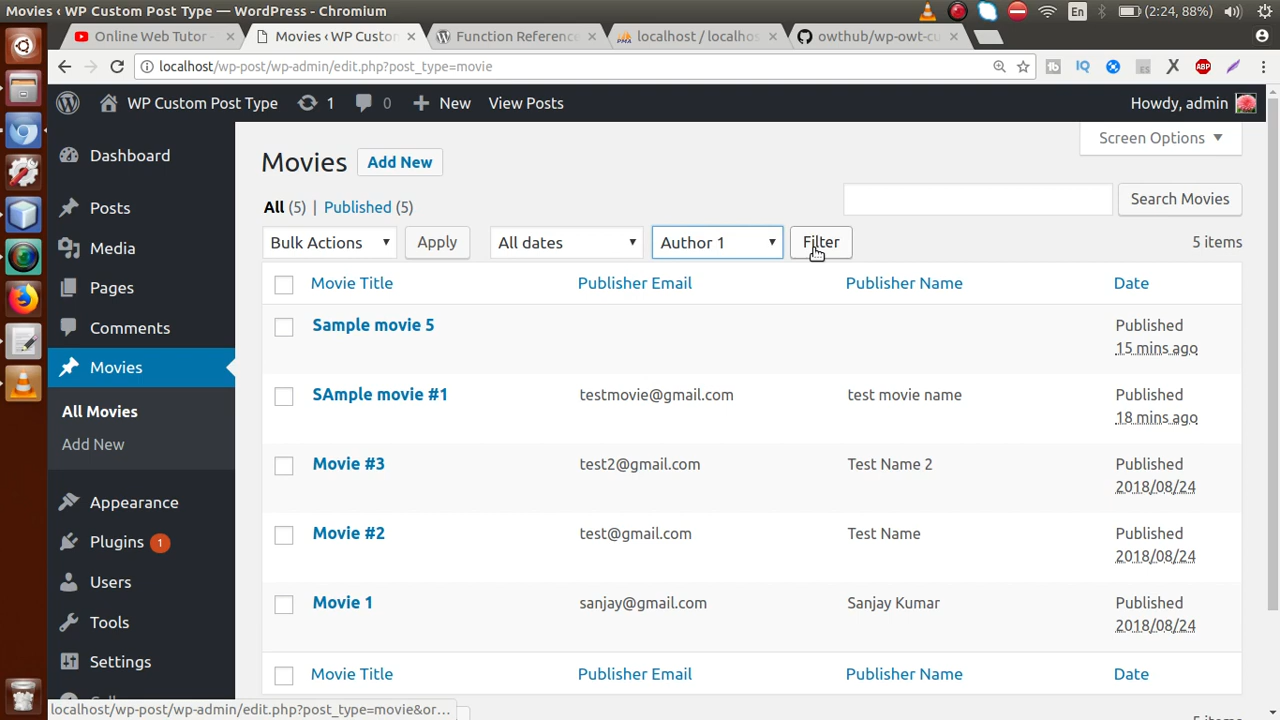 Movies ‹ WP Custom Post Type — WordPress - Chromium
En
(2:24, 88%)
Online Web Tutor -
Movies ‹ WP Custo
Function Reference
localhost / localhos
owthub/wp-owt-cu
localhost/wp-post/wp-admin/edit.php?post_type=movie
IQ
ABP
WP Custom Post Type
1
0
New
View Posts
Howdy, admin
Screen Options
Dashboard
Posts
Media
Pages
Comments
Movies
All Movies
Add New
Appearance
Plugins 1
Users
Tools
Settings
Movies
Add New
All (5) | Published (5)
Search Movies
Bulk Actions
Apply
All dates
Author 1
Filter
5 items
Movie Title
Publisher Email
Publisher Name
Date
Sample movie 5
Published
15 mins ago
SAmple movie #1
testmovie@gmail.com
test movie name
Published
18 mins ago
Movie #3
test2@gmail.com
Test Name 2
Published
2018/08/24
Movie #2
test@gmail.com
Test Name
Published
2018/08/24
Movie 1
sanjay@gmail.com
Sanjay Kumar
Published
2018/08/24
Movie Title
Publisher Email
Publisher Name
Date
localhost/wp-post/wp-admin/edit.php?post_type=movie&or...